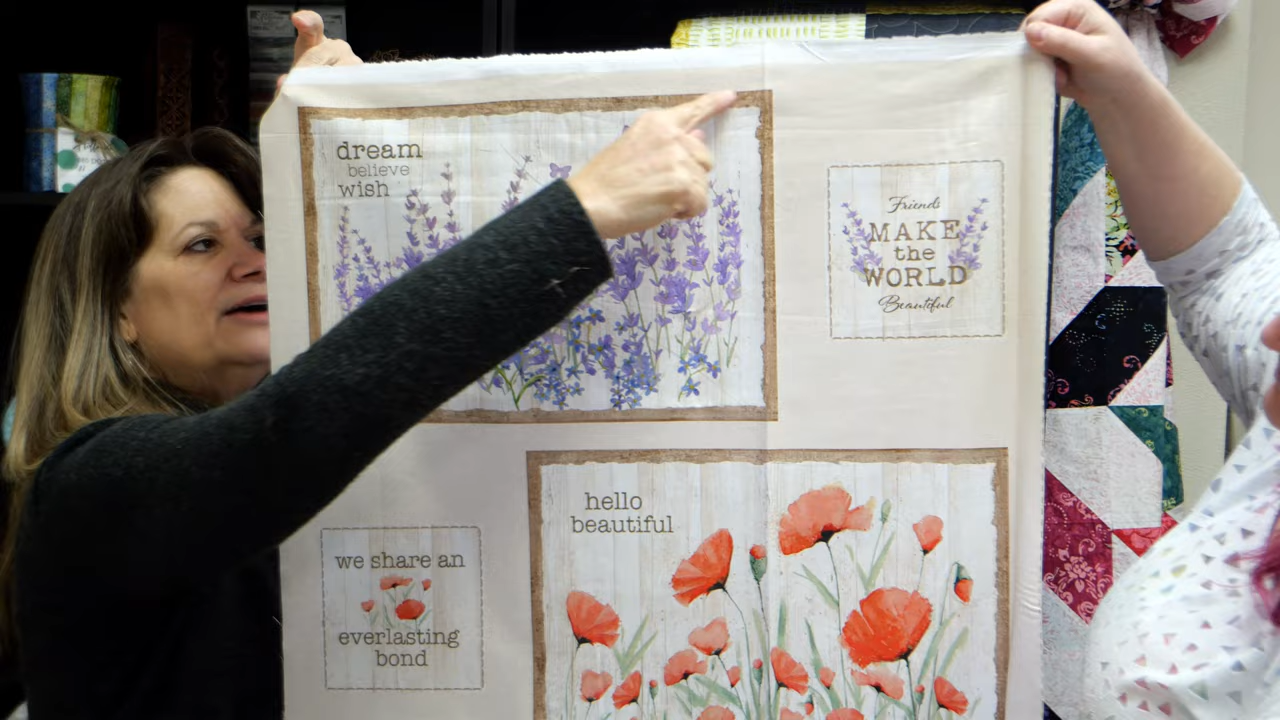 dream
believe
wish
Friends
MAKE
the
WORLD
Beautiful
hello
beautiful
we share an
everlasting
bond